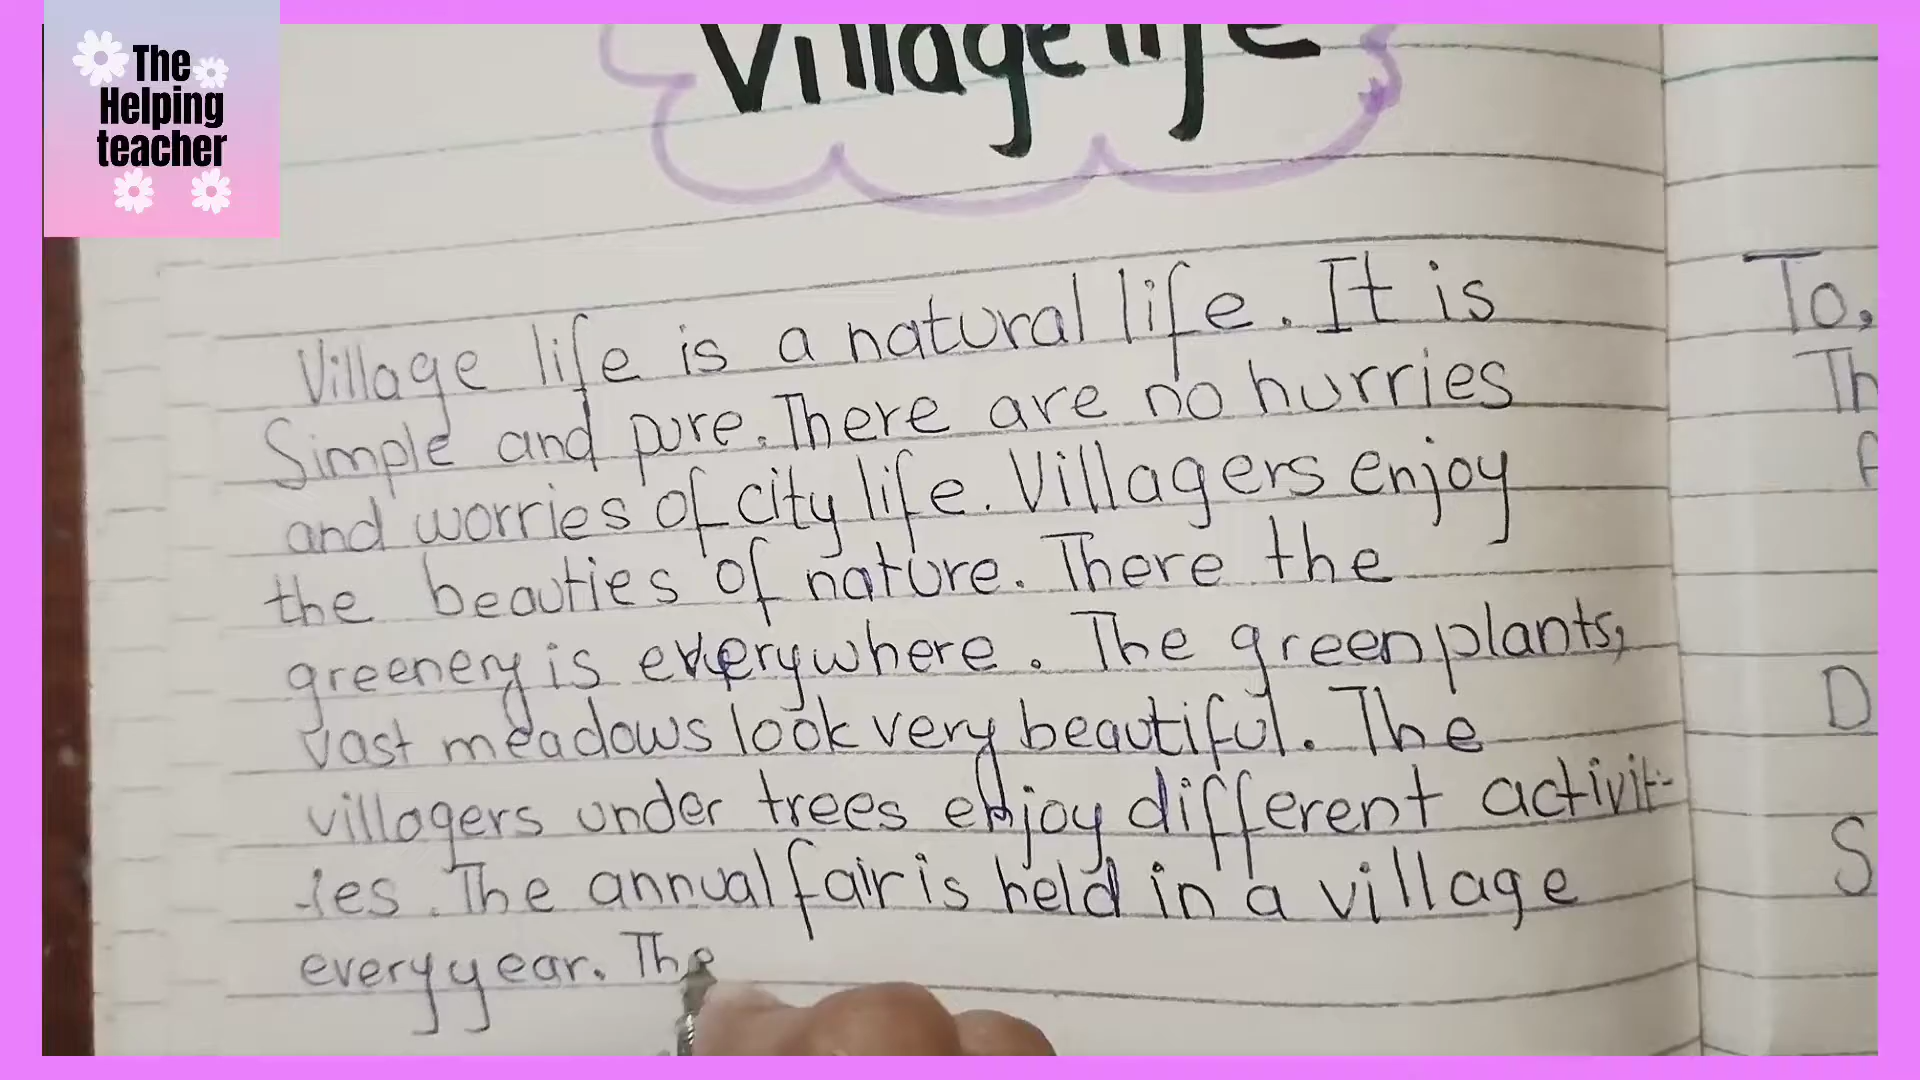 The
Helping
teacher
Village life
Village life is a natural life. It is
Simple and pure. There are no hurries
and worries of city life. Villagers enjoy
the beauties of nature. There the
greenery is everywhere. The green plants,
vast meadows look very beautiful. The
villagers under trees enjoy different activit-
-ies. The annual fair is held in a village
every year. The
To,
Th
D
S